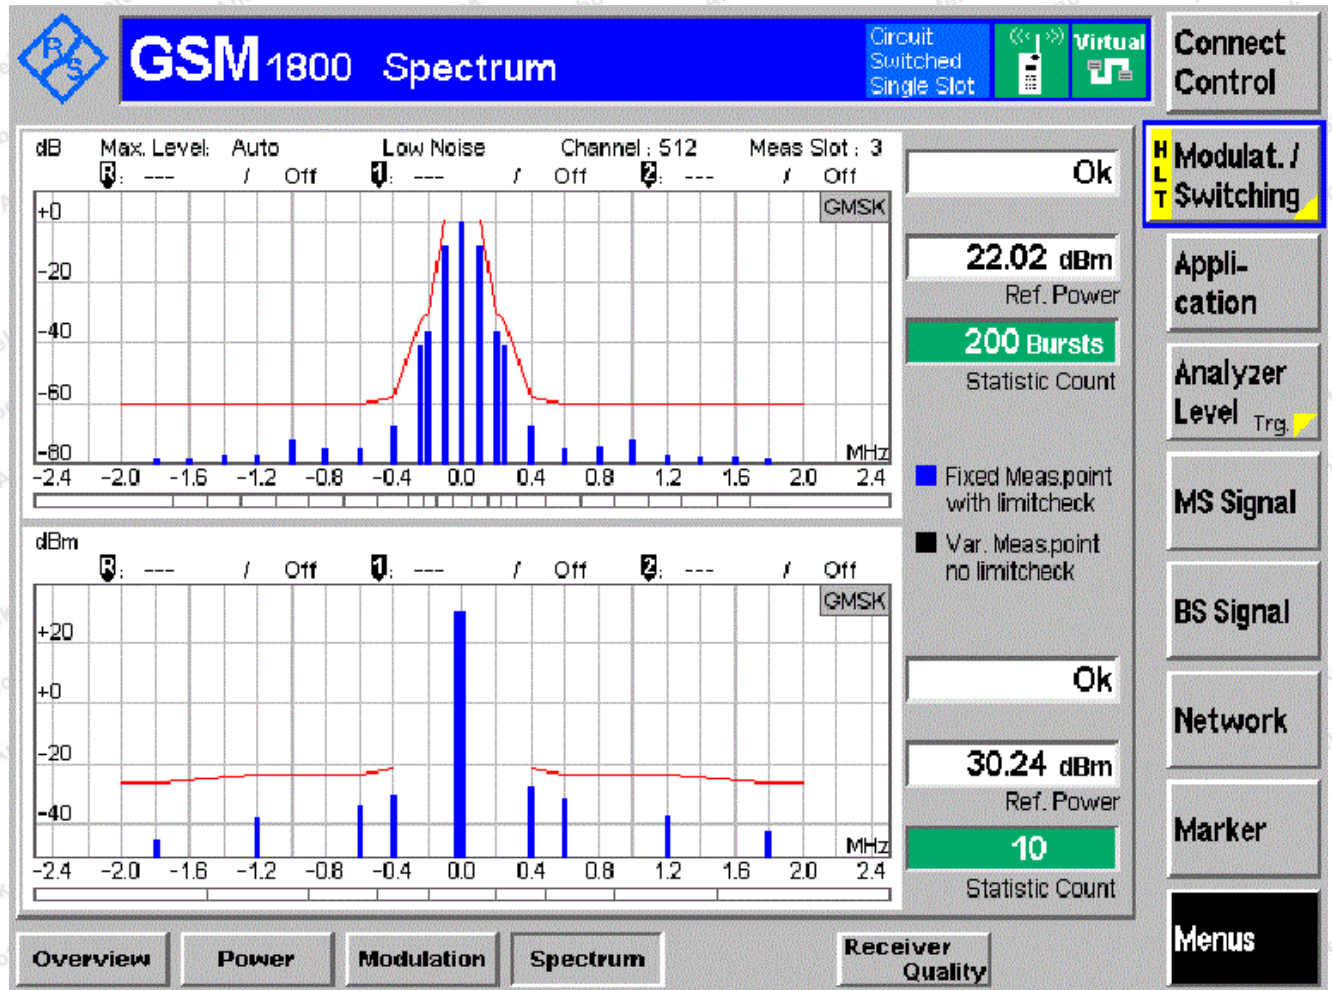 R/S
GSM 1800 Spectrum
Circuit
Switched
Single Slot
Virtual
Connect
Control
dB Max. Level: Auto Low Noise Channel : 512 Meas Slot : 3
R: --- / Off 1: --- / Off 2: --- / Off
GMSK
+0
-20
-40
-60
-80
MHz
-2.4 -2.0 -1.6 -1.2 -0.8 -0.4 0.0 0.4 0.8 1.2 1.6 2.0 2.4
Ok
22.02 dBm
Ref. Power
200 Bursts
Statistic Count
Fixed Meas.point
with limitcheck
Var. Meas.point
no limitcheck
dBm
R: --- / Off 1: --- / Off 2: --- / Off
GMSK
+20
+0
-20
-40
MHz
-2.4 -2.0 -1.6 -1.2 -0.8 -0.4 0.0 0.4 0.8 1.2 1.6 2.0 2.4
Ok
30.24 dBm
Ref. Power
10
Statistic Count
HLT
Modulat. /
Switching
Appli-
cation
Analyzer
Level Trg.
MS Signal
BS Signal
Network
Marker
Menus
Overview
Power
Modulation
Spectrum
Receiver
Quality